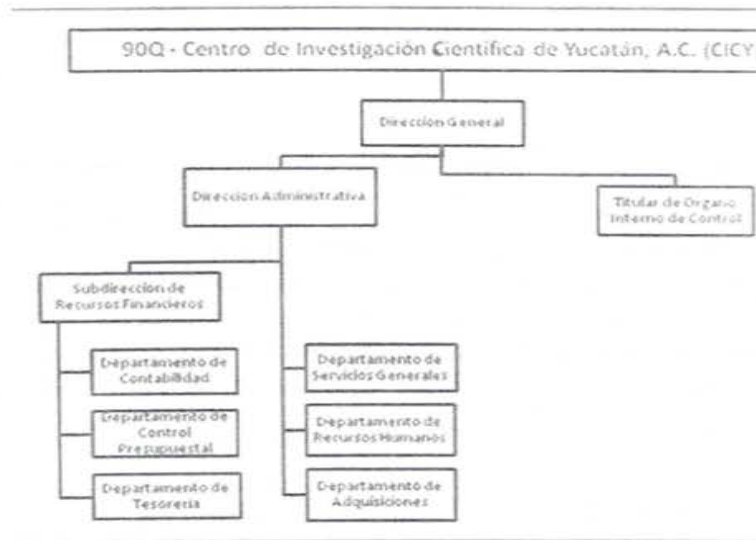 90Q - Centro de Investigación Científica de Yucatán, A.C. (CICY
Dirección General
Dirección Administrativa
Titular de Organo
Interno de Control
Subdirección de
Recursos Financieros
Departamento de
Contabilidad
Departamento de
Control
Presupuestal
Departamento de
Tesorería
Departamento de
Servicios Generales
Departamento de
Recursos Humanos
Departamento de
Adquisiciones